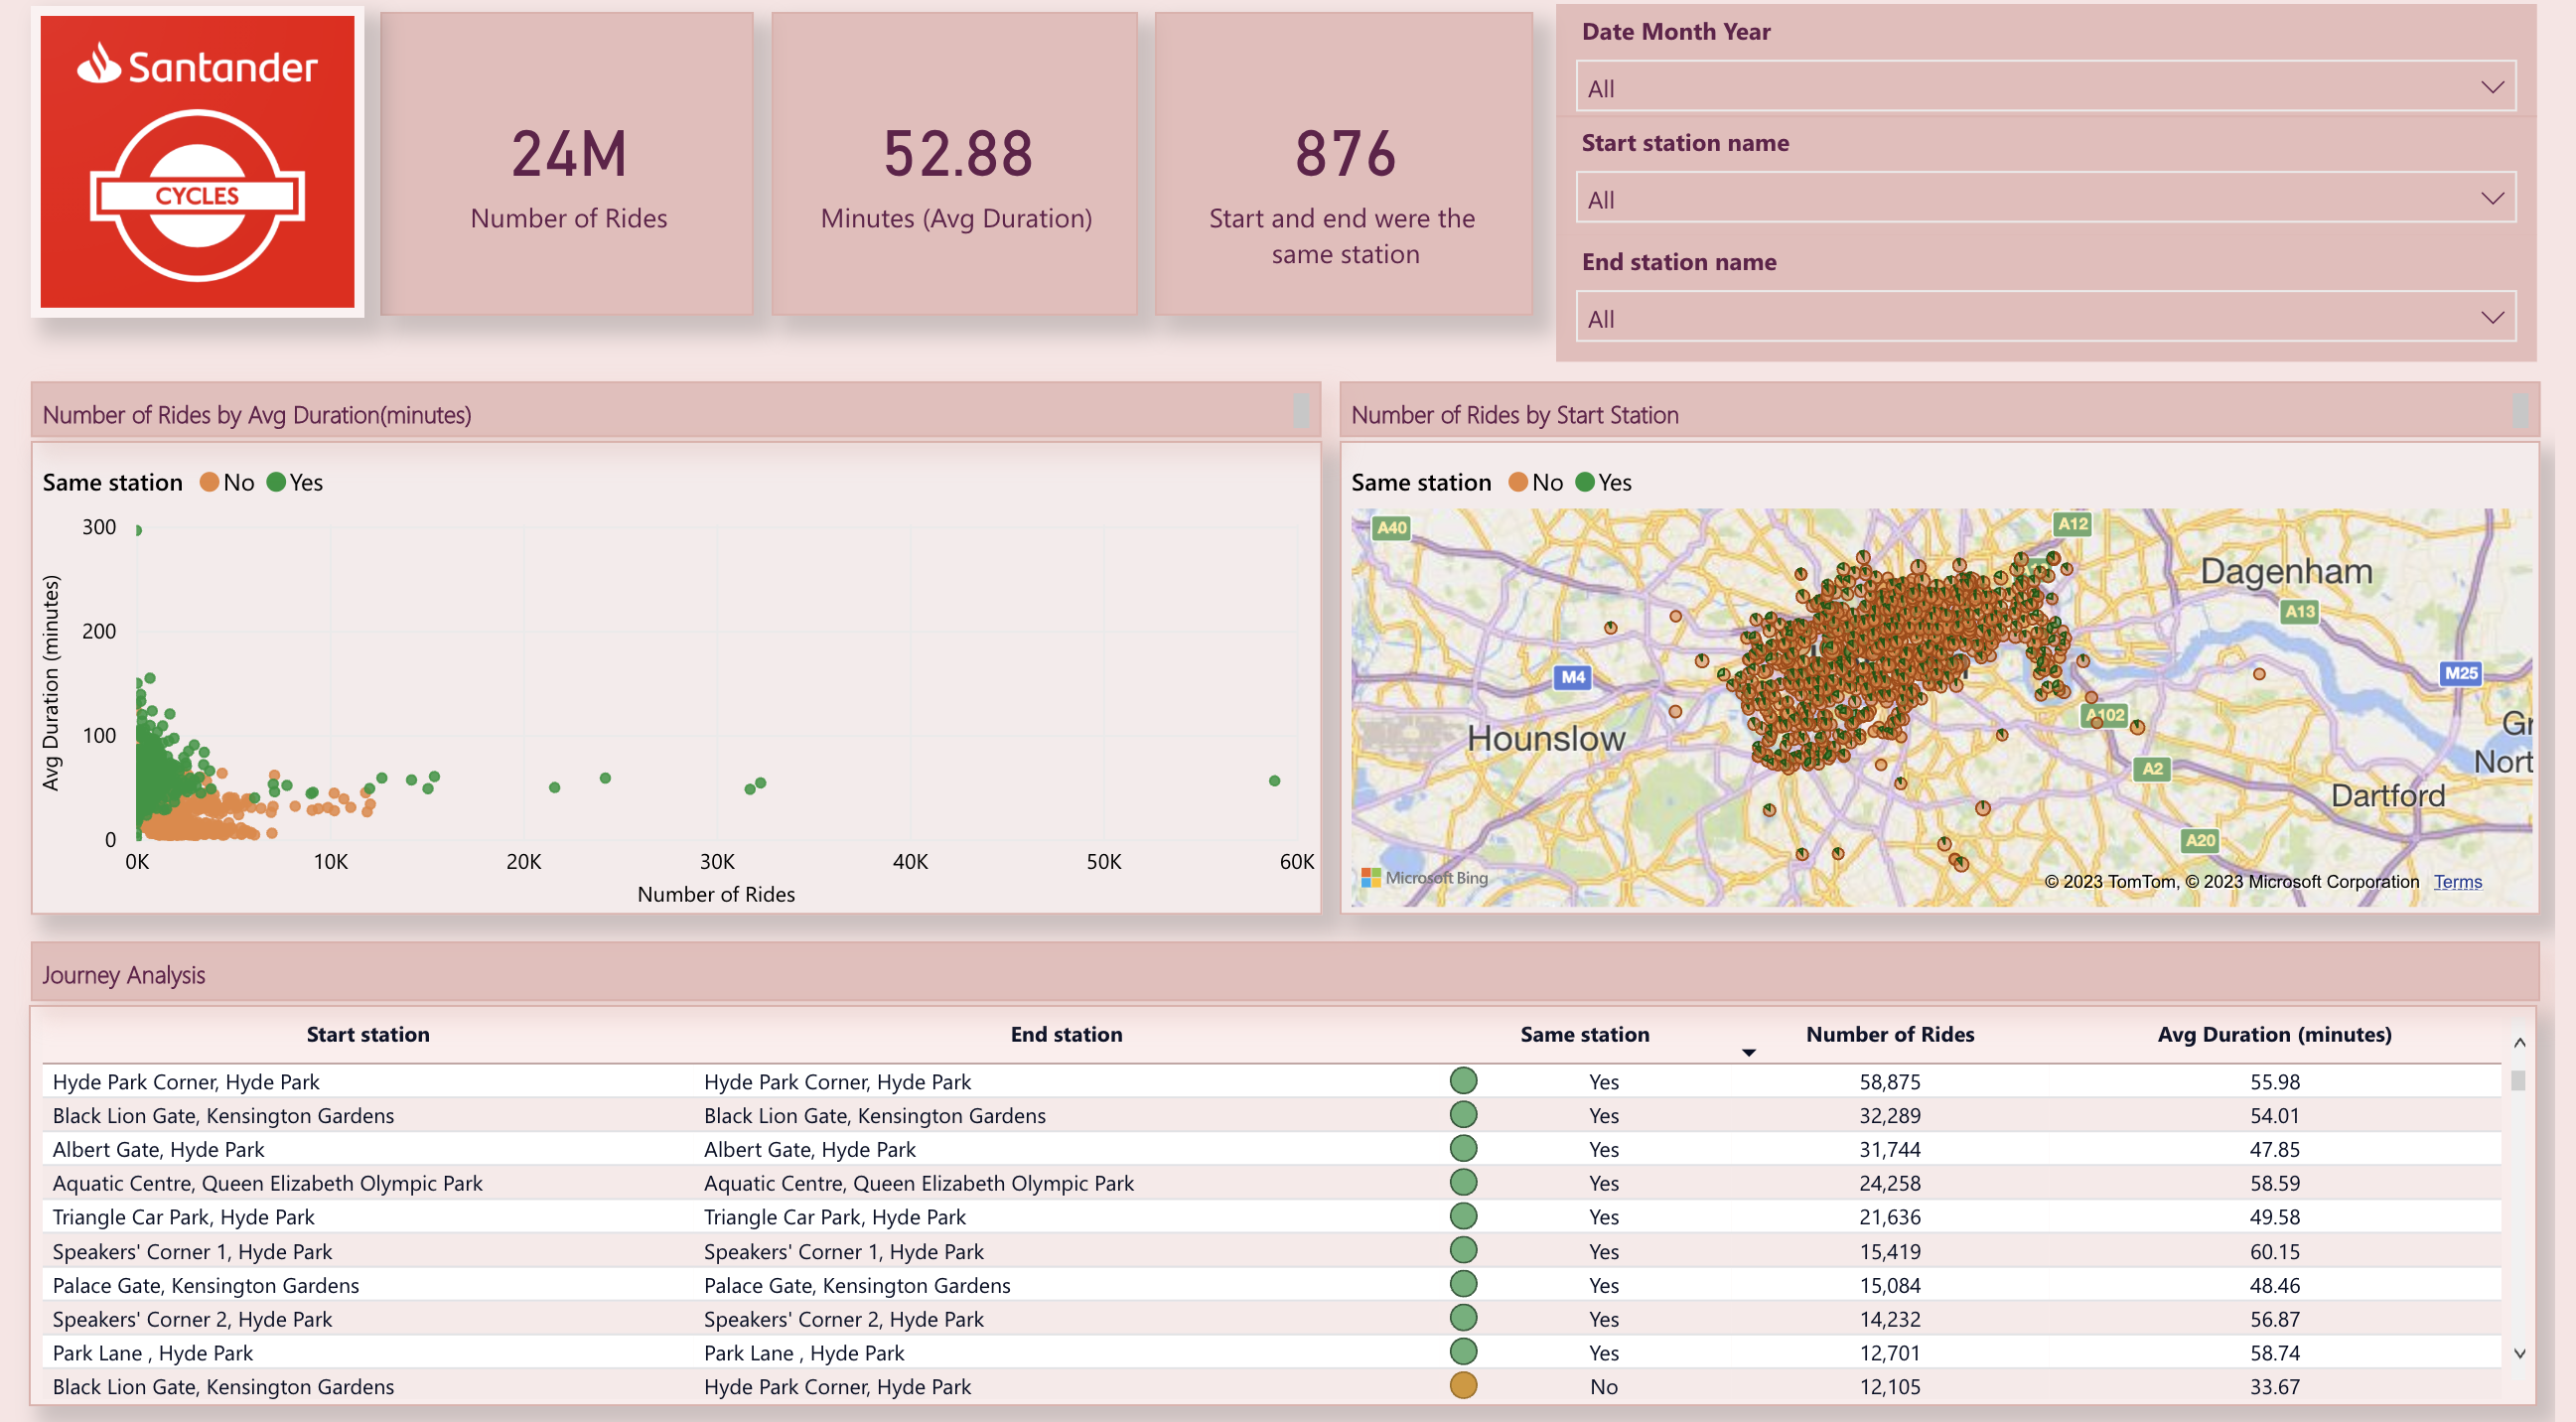 Santander
CYCLES
24M
Number of Rides
52.88
Minutes (Avg Duration)
876
Start and end were the
same station
Date Month Year
All
Start station name
All
End station name
All
Number of Rides by Avg Duration(minutes)
Same station No Yes
Avg Duration (minutes)
300
200
100
0
0K 10K 20K 30K 40K 50K 60K
Number of Rides
Number of Rides by Start Station
Same station No Yes
A40
A12
Dagenham
A13
M4
M25
A102
Gr
Hounslow
Nort
A2
Dartford
A20
Microsoft Bing
© 2023 TomTom, © 2023 Microsoft Corporation Terms
Journey Analysis
Start station End station Same station Number of Rides Avg Duration (minutes)
Hyde Park Corner, Hyde Park Hyde Park Corner, Hyde Park Yes 58,875 55.98
Black Lion Gate, Kensington Gardens Black Lion Gate, Kensington Gardens Yes 32,289 54.01
Albert Gate, Hyde Park Albert Gate, Hyde Park Yes 31,744 47.85
Aquatic Centre, Queen Elizabeth Olympic Park Aquatic Centre, Queen Elizabeth Olympic Park Yes 24,258 58.59
Triangle Car Park, Hyde Park Triangle Car Park, Hyde Park Yes 21,636 49.58
Speakers' Corner 1, Hyde Park Speakers' Corner 1, Hyde Park Yes 15,419 60.15
Palace Gate, Kensington Gardens Palace Gate, Kensington Gardens Yes 15,084 48.46
Speakers' Corner 2, Hyde Park Speakers' Corner 2, Hyde Park Yes 14,232 56.87
Park Lane , Hyde Park Park Lane , Hyde Park Yes 12,701 58.74
Black Lion Gate, Kensington Gardens Hyde Park Corner, Hyde Park No 12,105 33.67